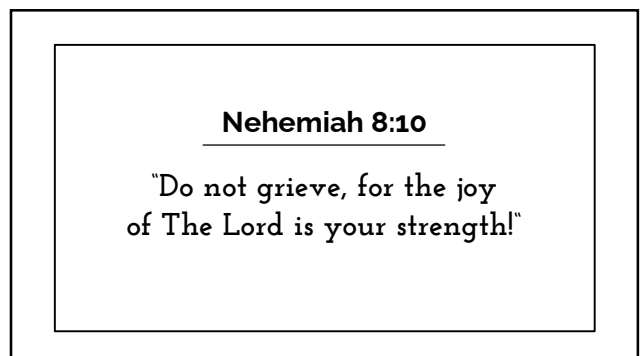 Nehemiah 8:10
“Do not grieve, for the joy
of The Lord is your strength!“